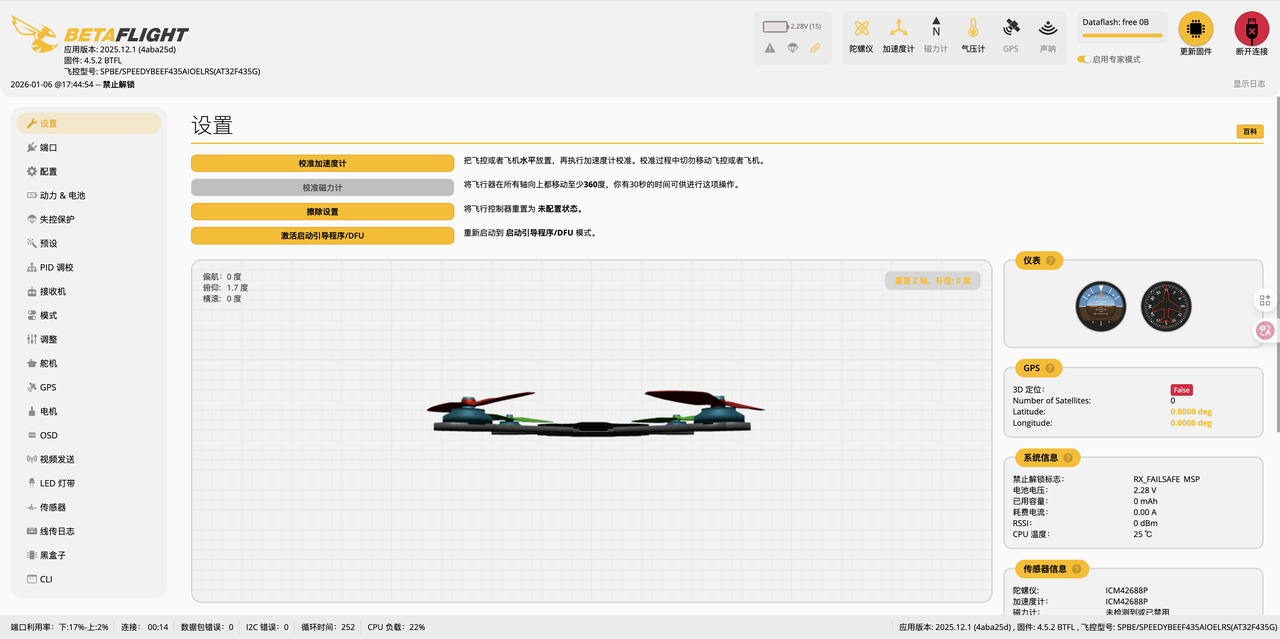 BETAFLIGHT
应用版本: 2025.12.1 (4aba25d)
固件: 4.5.2 BTFL
飞控型号: SPBE/SPEEDYBEEF435AIOELRS(AT32F435G)
2026-01-06 @17:44:54 -- 禁止解锁
2.28V (1S)
陀螺仪
加速度计
N
磁力计
气压计
GPS
声呐
Dataflash: free 0B
启用专家模式
更新固件
断开连接
显示日志
设置
端口
配置
动力 & 电池
失控保护
预设
PID 调校
接收机
模式
调整
舵机
GPS
电机
OSD
视频发送
LED 灯带
传感器
线传日志
黑盒子
CLI
设置
百科
校准加速度计
把飞控或者飞机水平放置，再执行加速度计校准。校准过程中切勿移动飞控或者飞机。
校准磁力计
将飞行器在所有轴向上都移动至少360度，你有30秒的时间可供进行这项操作。
擦除设置
将飞行控制器重置为 未配置状态。
激活启动引导程序/DFU
重新启动到 启动引导程序/DFU 模式。
偏航: 0 度
俯仰: 1.7 度
横滚: 0 度
重置 Z 轴，补偿: 0 度
仪表
GPS
3D 定位: False
Number of Satellites: 0
Latitude: 0.0000 deg
Longitude: 0.0000 deg
系统信息
禁止解锁标志: RX_FAILSAFE MSP
电池电压: 2.28 V
已用容量: 0 mAh
耗费电流: 0.00 A
RSSI: 0 dBm
CPU 温度: 25 ℃
传感器信息
陀螺仪: ICM42688P
加速度计: ICM42688P
磁力计: 未检测到或已禁用
端口利用率: 下:17%-上:2%
连接: 00:14
数据包错误: 0
I2C 错误: 0
循环时间: 252
CPU 负载: 22%
应用版本: 2025.12.1 (4aba25d) , 固件: 4.5.2 BTFL , 飞控型号: SPBE/SPEEDYBEEF435AIOELRS(AT32F435G)